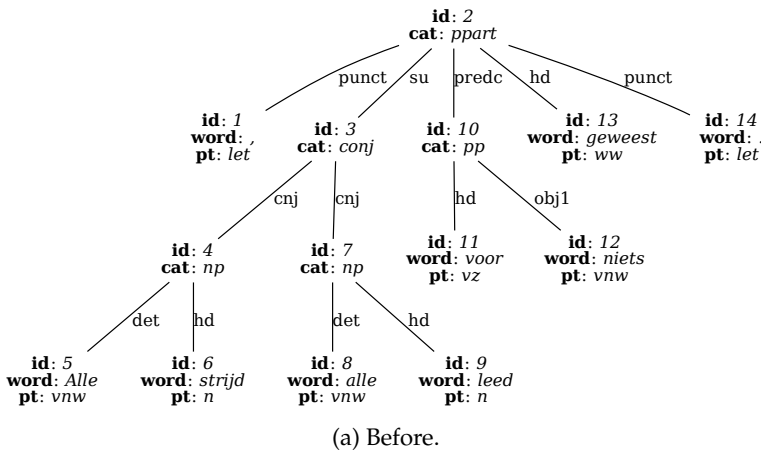 id: 2
cat: ppart
punct su predc hd punct
id: 1
word: ,
pt: let
id: 3
cat: conj
id: 10
cat: pp
id: 13
word: geweest
pt: ww
id: 14
word: .
pt: let
cnj cnj hd obj1
id: 4
cat: np
id: 7
cat: np
id: 11
word: voor
pt: vz
id: 12
word: niets
pt: vnw
det hd det hd
id: 5
word: Alle
pt: vnw
id: 6
word: strijd
pt: n
id: 8
word: alle
pt: vnw
id: 9
word: leed
pt: n
(a) Before.